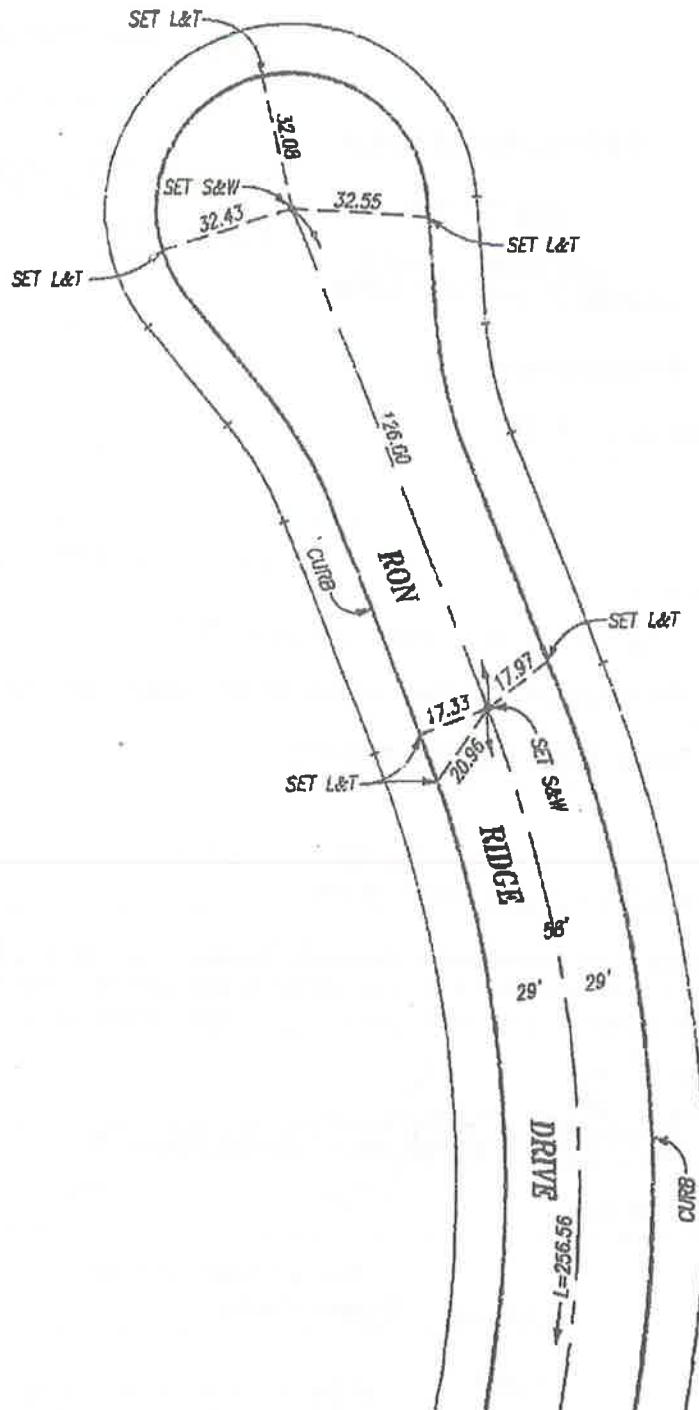 SET L&T
32.08
SET S&W
32.43
32.55
SET L&T
SET L&T
126.00
RON
CURB
SET L&T
17.97
17.33
20.96
SET L&T
SET S&W
RIDGE
58'
29'
29'
DRIVE
CURB
L=256.56